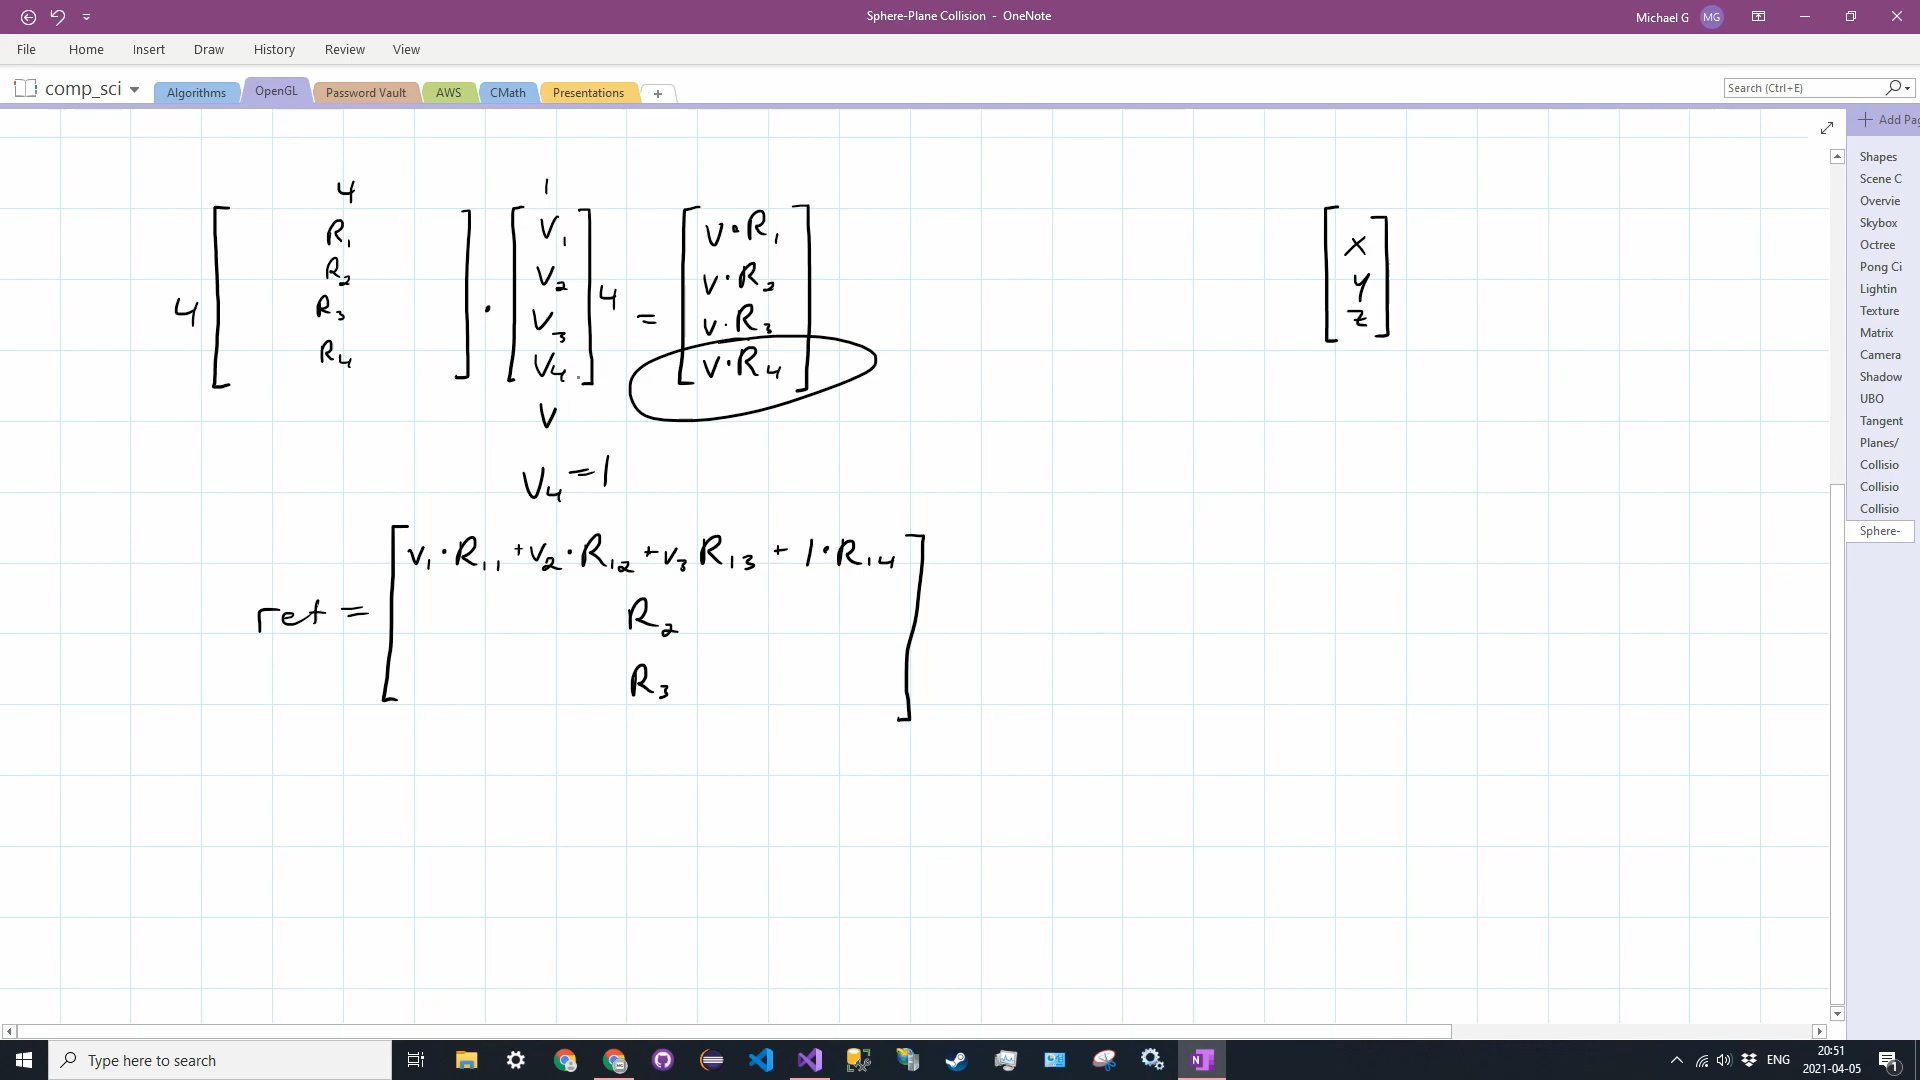 Sphere-Plane Collision - OneNote
Michael G
MG
File Home Insert Draw History Review View
comp_sci
Algorithms OpenGL Password Vault AWS CMath Presentations +
Search (Ctrl+E)
Add Pag
Shapes
Scene C
Overvie
Skybox
Octree
Pong Ci
Lightin
Texture
Matrix
Camera
Shadow
UBO
Tangent
Planes/
Collisio
Collisio
Collisio
Sphere-
4 1
4 [R₁ R₂ R₃ R₄] · [V₁ V₂ V₃ V₄] 4 = [V·R₁ V·R₂ V·R₃ V·R₄]
V
[x y z]
V₄ = 1
ret = [V₁·R₁₁ + V₂·R₁₂ + V₃R₁₃ + 1·R₁₄
R₂
R₃]
Type here to search
ENG
20:51
2021-04-05
1